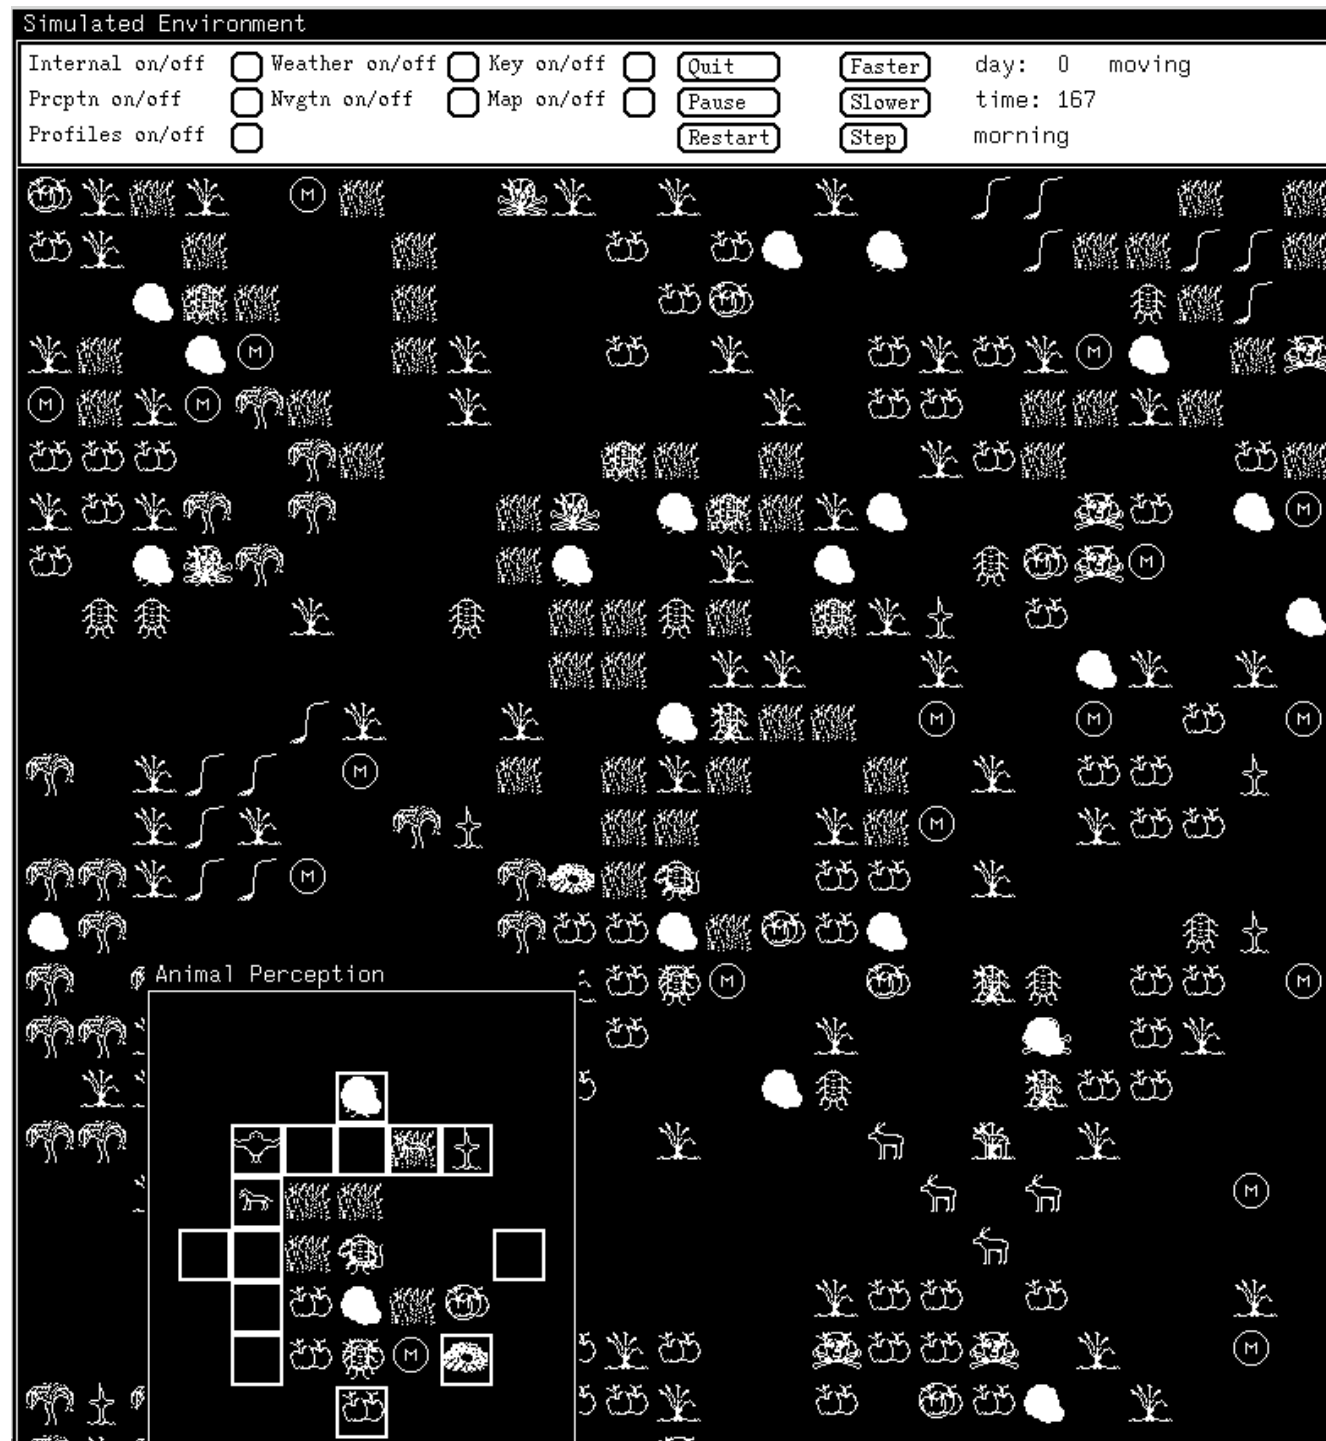 Simulated Environment
Internal on/off Weather on/off Key on/off Quit Faster day: 0 moving
Prcptn on/off Nvgtn on/off Map on/off Pause Slower time: 167
Profiles on/off Restart Step morning
M M
M
M M
M M
M
M M
M M M
M
M
M
M
M M M
Animal Perception
M
M
M M
M